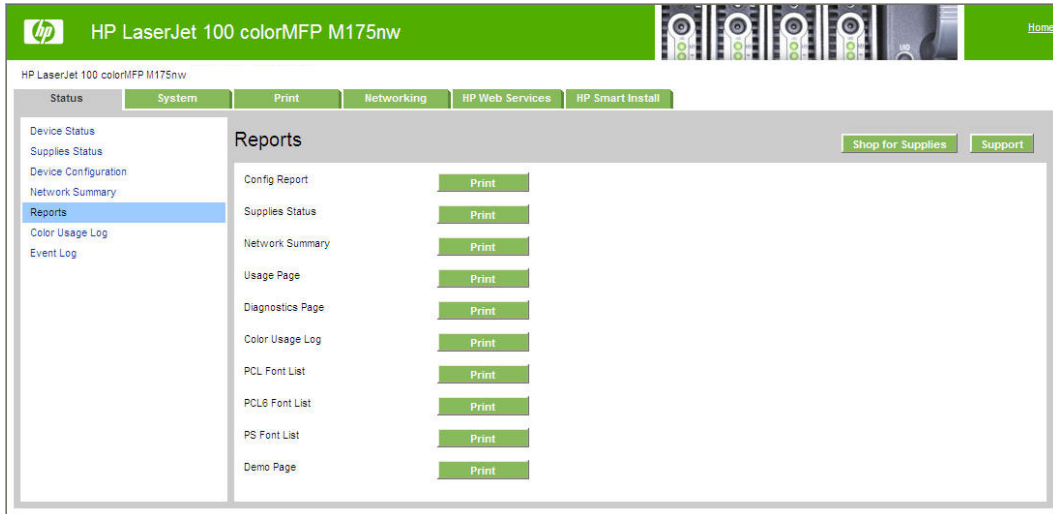 hp HP LaserJet 100 colorMFP M175nw Home
HP LaserJet 100 colorMFP M175nw
Status System Print Networking HP Web Services HP Smart Install
Device Status
Supplies Status
Device Configuration
Network Summary
Reports
Color Usage Log
Event Log
Reports Shop for Supplies Support
Config Report Print
Supplies Status Print
Network Summary Print
Usage Page Print
Diagnostics Page Print
Color Usage Log Print
PCL Font List Print
PCL6 Font List Print
PS Font List Print
Demo Page Print